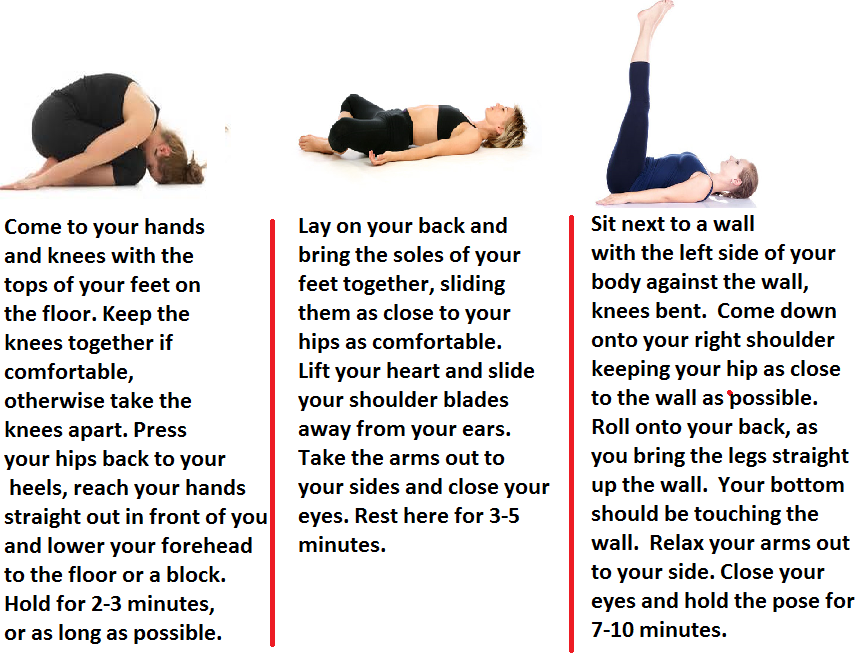 Come to your hands
and knees with the
tops of your feet on
the floor. Keep the
knees together if
comfortable,
otherwise take the
knees apart. Press
your hips back to your
heels, reach your hands
straight out in front of you
and lower your forehead
to the floor or a block.
Hold for 2-3 minutes,
or as long as possible.
Lay on your back and
bring the soles of your
feet together, sliding
them as close to your
hips as comfortable.
Lift your heart and slide
your shoulder blades
away from your ears.
Take the arms out to
your sides and close your
eyes. Rest here for 3-5
minutes.
Sit next to a wall
with the left side of your
body against the wall,
knees bent.  Come down
onto your right shoulder
keeping your hip as close
to the wall as possible.
Roll onto your back, as
you bring the legs straight
up the wall.  Your bottom
should be touching the
wall.  Relax your arms out
to your side. Close your
eyes and hold the pose for
7-10 minutes.